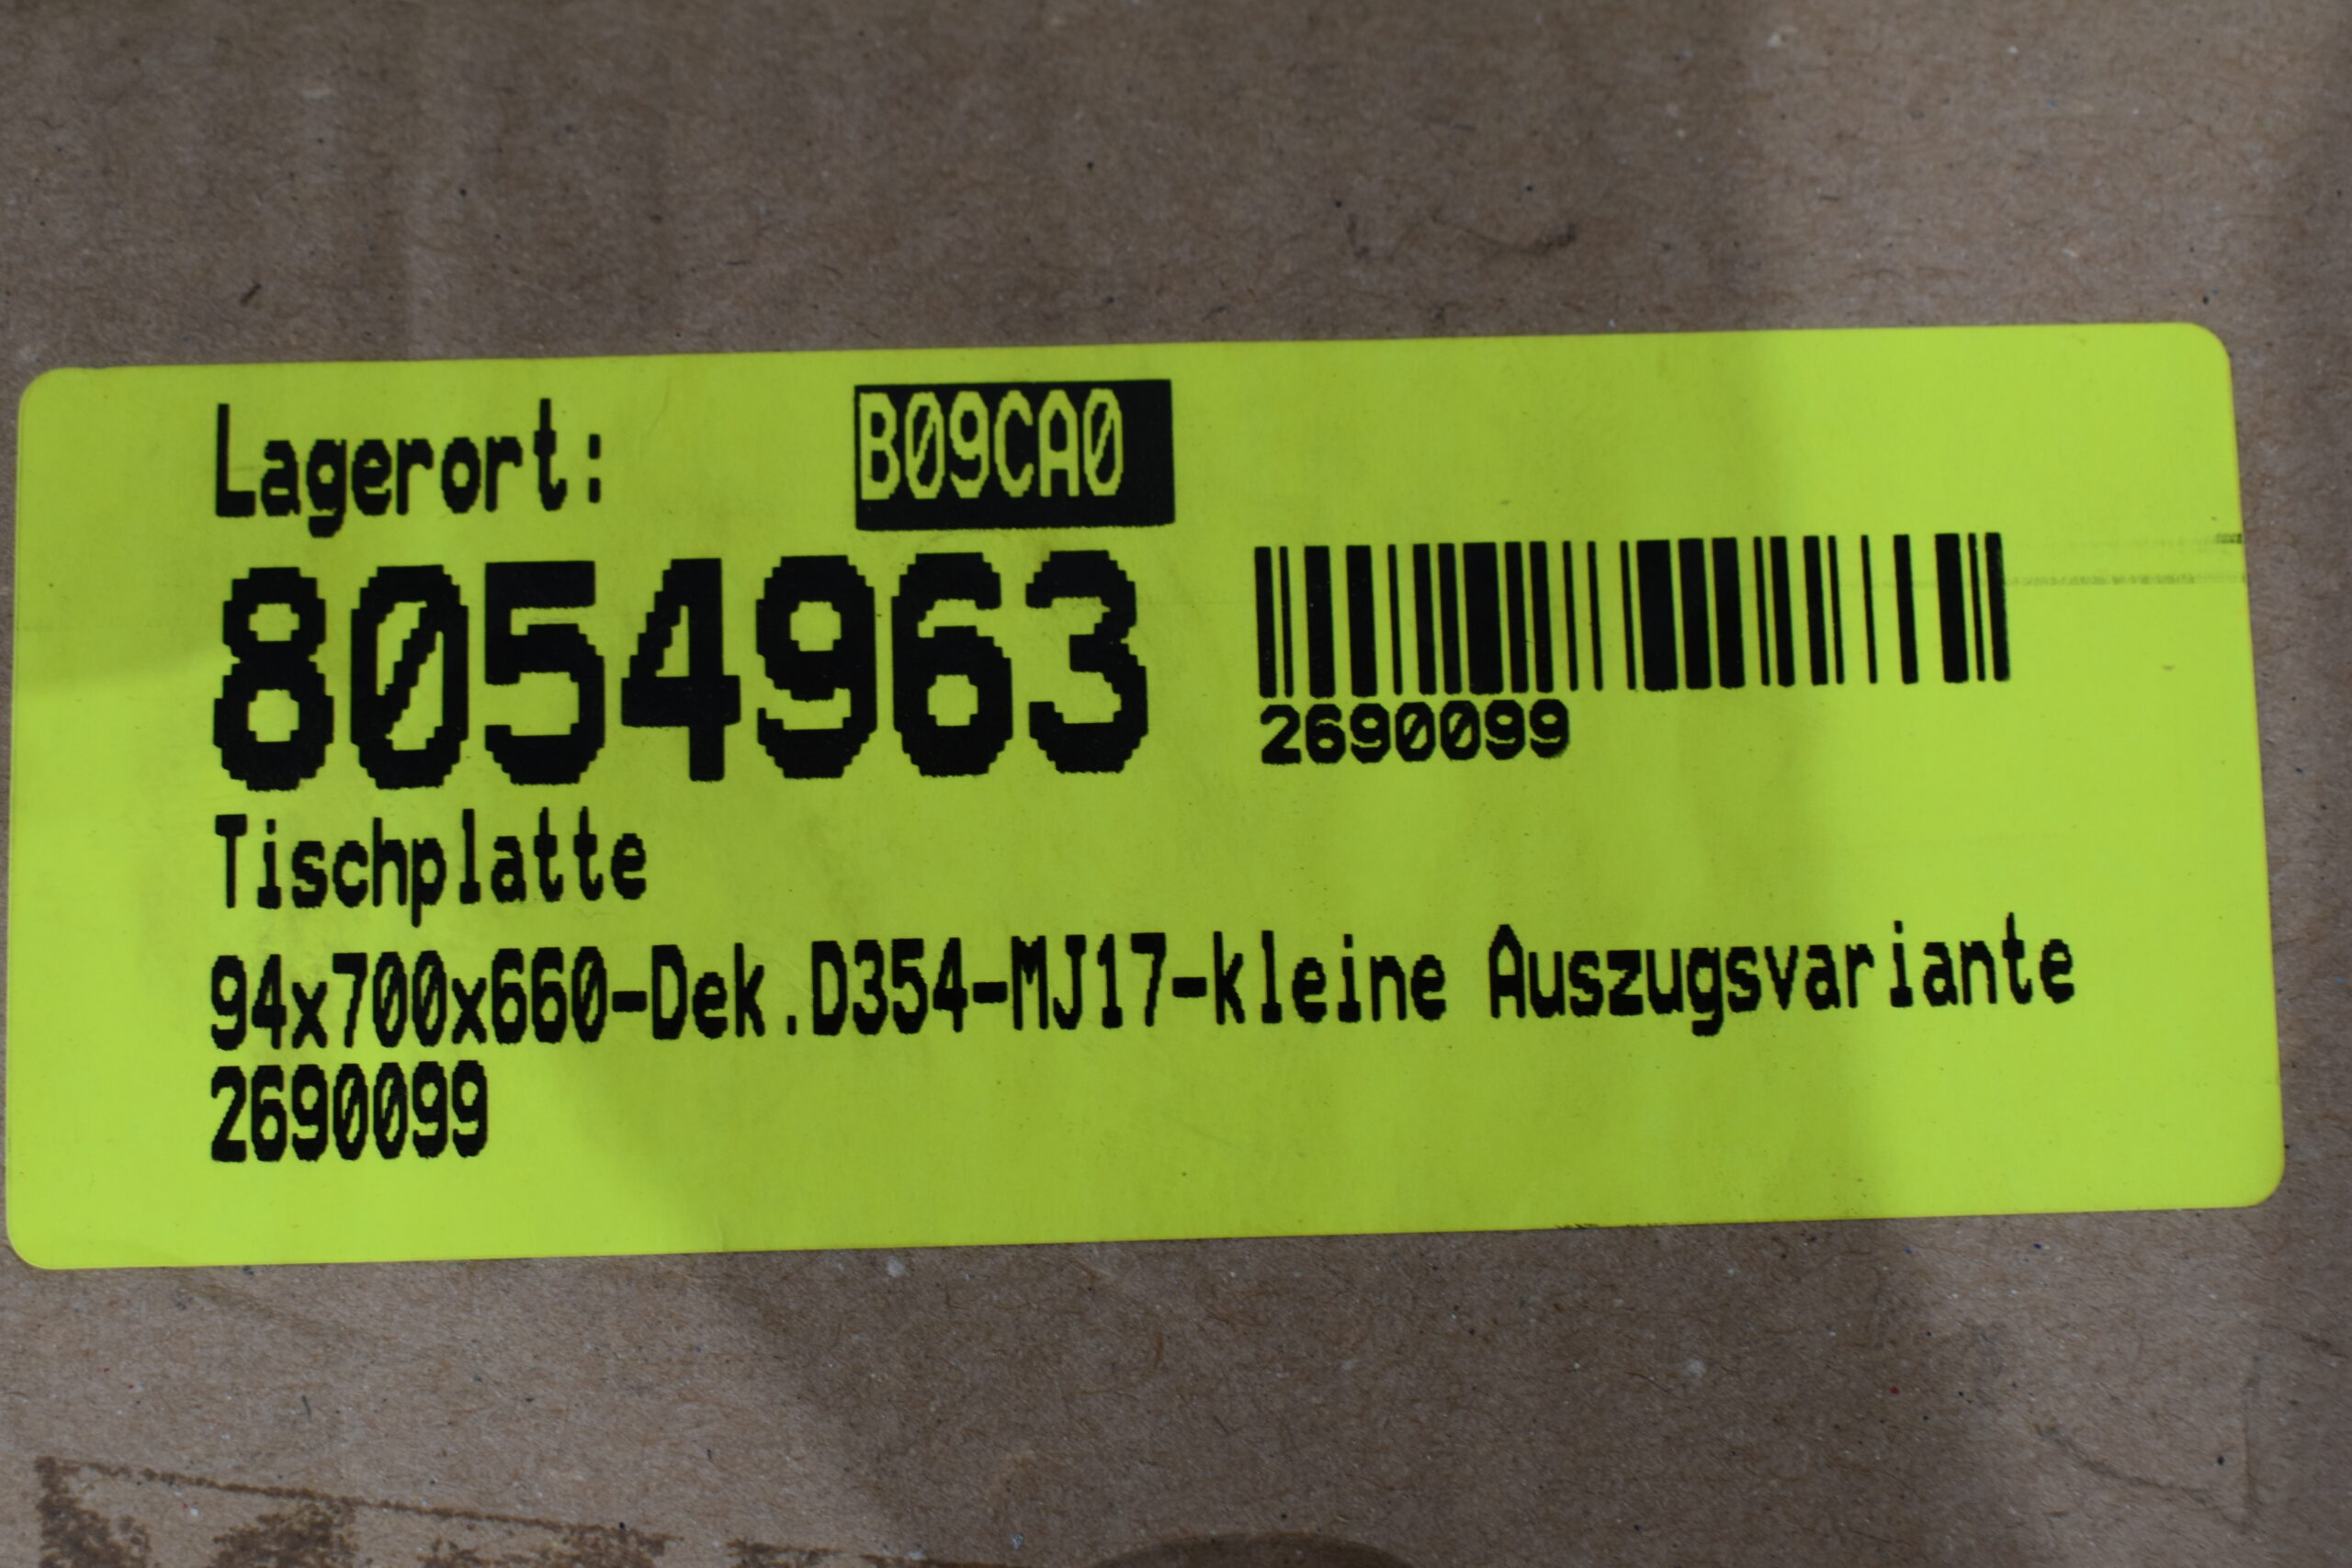 Lagerort: B09CA0
8054963
2690099
Tischplatte
94x700x660-Dek.D354-MJ17-kleine Auszugsvariante
2690099